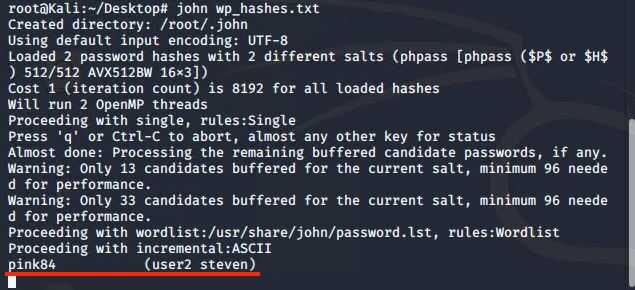 root@Kali:~/Desktop# john wp_hashes.txt
Created directory: /root/.john
Using default input encoding: UTF-8
Loaded 2 password hashes with 2 different salts (phpass [phpass ($P$ or $H$
) 512/512 AVX512BW 16×3])
Cost 1 (iteration count) is 8192 for all loaded hashes
Will run 2 OpenMP threads
Proceeding with single, rules:Single
Press 'q' or Ctrl-C to abort, almost any other key for status
Almost done: Processing the remaining buffered candidate passwords, if any.
Warning: Only 13 candidates buffered for the current salt, minimum 96 neede
d for performance.
Warning: Only 33 candidates buffered for the current salt, minimum 96 neede
d for performance.
Proceeding with wordlist:/usr/share/john/password.lst, rules:Wordlist
Proceeding with incremental:ASCII
pink84           (user2 steven)